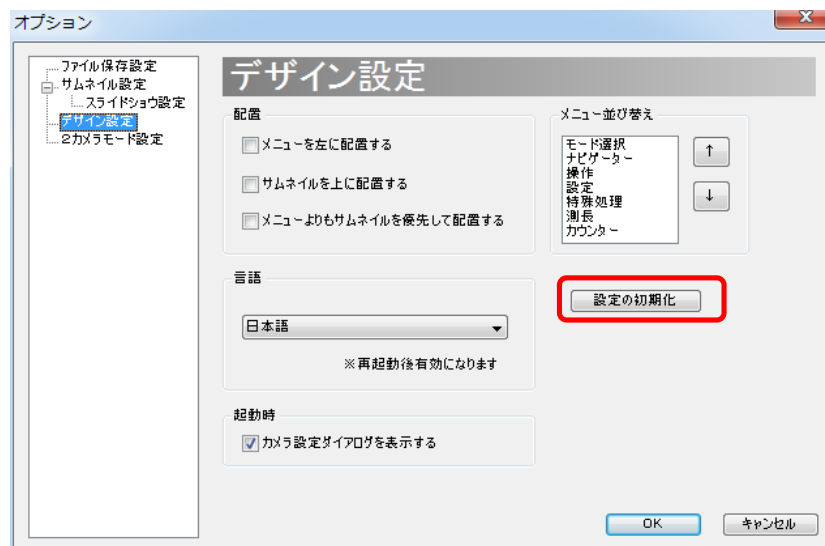 オプション
ファイル保存設定
サムネイル設定
スライドショウ設定
デザイン設定
2カメラモード設定
デザイン設定
配置
メニューを左に配置する
サムネイルを上に配置する
メニューよりもサムネイルを優先して配置する
メニュー並び替え
モード選択
ナビゲーター
操作
設定
特殊処理
測長
カウンター
↑
↓
言語
日本語
※再起動後有効になります
設定の初期化
起動時
カメラ設定ダイアログを表示する
OK
キャンセル